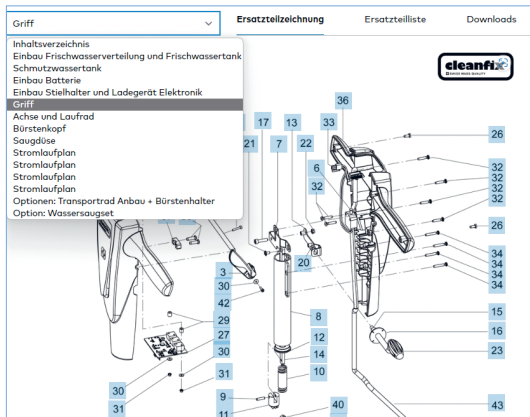 Griff
Ersatzteilzeichnung
Ersatzteilliste
Downloads
Inhaltsverzeichnis
Einbau Frischwasserverteilung und Frischwassertank
Schmutzwassertank
Einbau Batterie
Einbau Stielhalter und Ladegerät Elektronik
Griff
Achse und Laufrad
Bürstenkopf
Saugdüse
Stromlaufplan
Stromlaufplan
Stromlaufplan
Stromlaufplan
Optionen: Transportrad Anbau + Bürstenhalter
Option: Wassersaugset
cleanfix
SWISS MADE QUALITY
36
17
13
33
26
21
7
22
32
6
32
32
32
32
26
20
34
34
34
34
3
30
42
29
27
30
31
30
31
8
12
14
10
9
11
15
16
23
40
43